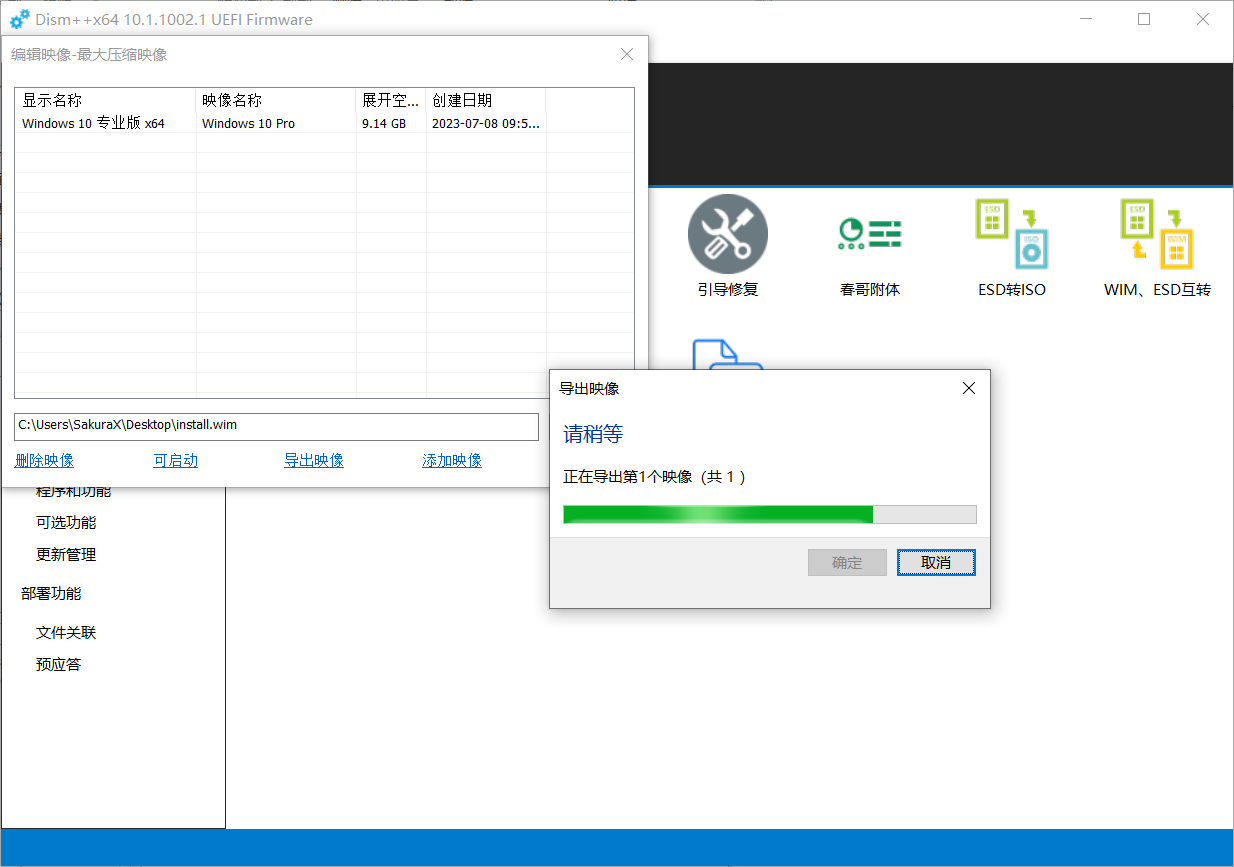 Dism++x64 10.1.1002.1 UEFI Firmware
编辑映像-最大压缩映像
显示名称 映像名称 展开空... 创建日期
Windows 10 专业版 x64 Windows 10 Pro 9.14 GB 2023-07-08 09:5...
C:\Users\SakuraX\Desktop\install.wim
删除映像 可启动 导出映像 添加映像
程序和功能
可选功能
更新管理
部署功能
文件关联
预应答
ESD ISO ESD WIM
引导修复 春哥附体 ESD转ISO WIM、ESD互转
导出映像
请稍等
正在导出第1个映像（共 1 ）
确定 取消